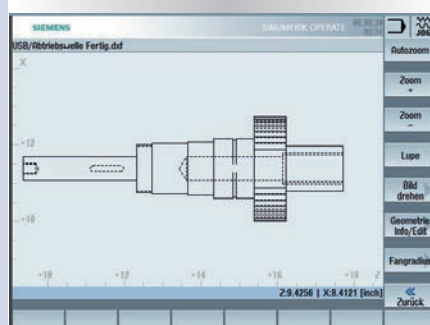 SIEMENS
SINUMERIK OPERATE
JOG
USB/Abtriebswelle Fertig.dxf
X
+12
+10
+10
+12
+14
+16
+18
Z
Z:9.4256 | X:8.4121 [inch]
Autozoom
Zoom
+
Zoom
–
Lupe
Bild
drehen
Geometrie
Info/Edit
Fangradius
Zurück